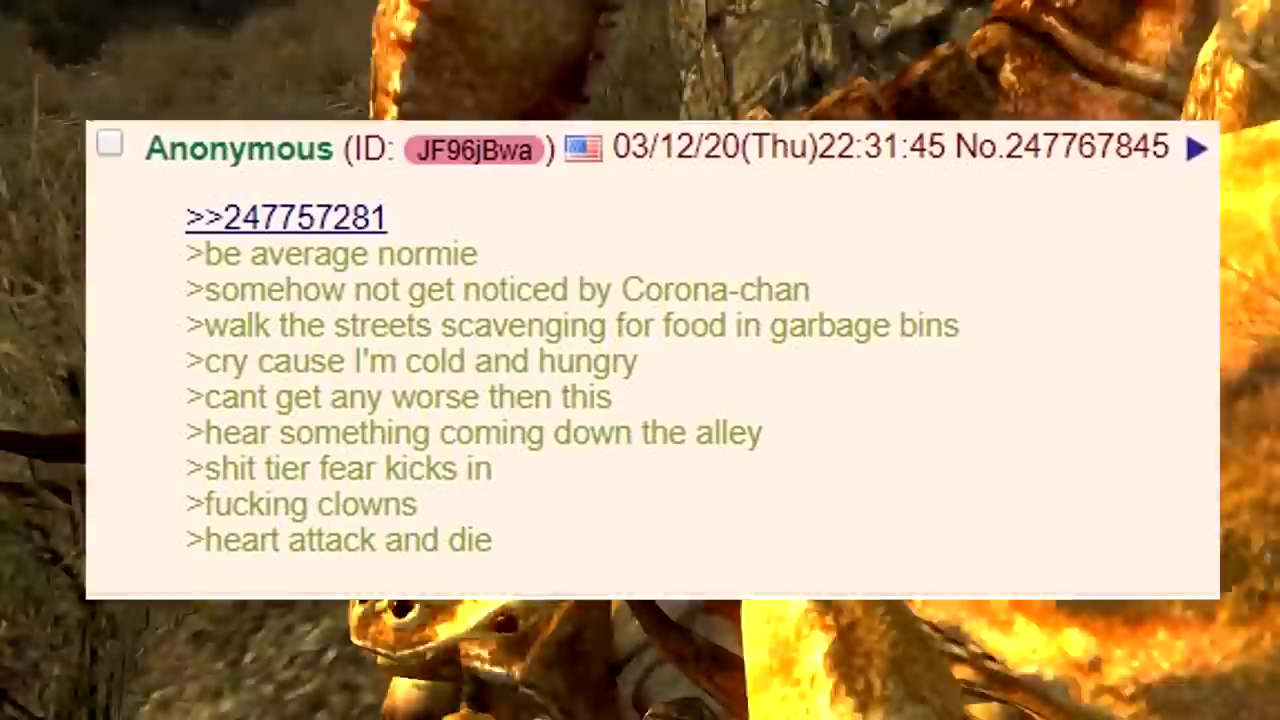 Anonymous (ID: JF96jBwa) 03/12/20(Thu)22:31:45 No.247767845
>>247757281
>be average normie
>somehow not get noticed by Corona-chan
>walk the streets scavenging for food in garbage bins
>cry cause I'm cold and hungry
>cant get any worse then this
>hear something coming down the alley
>shit tier fear kicks in
>fucking clowns
>heart attack and die